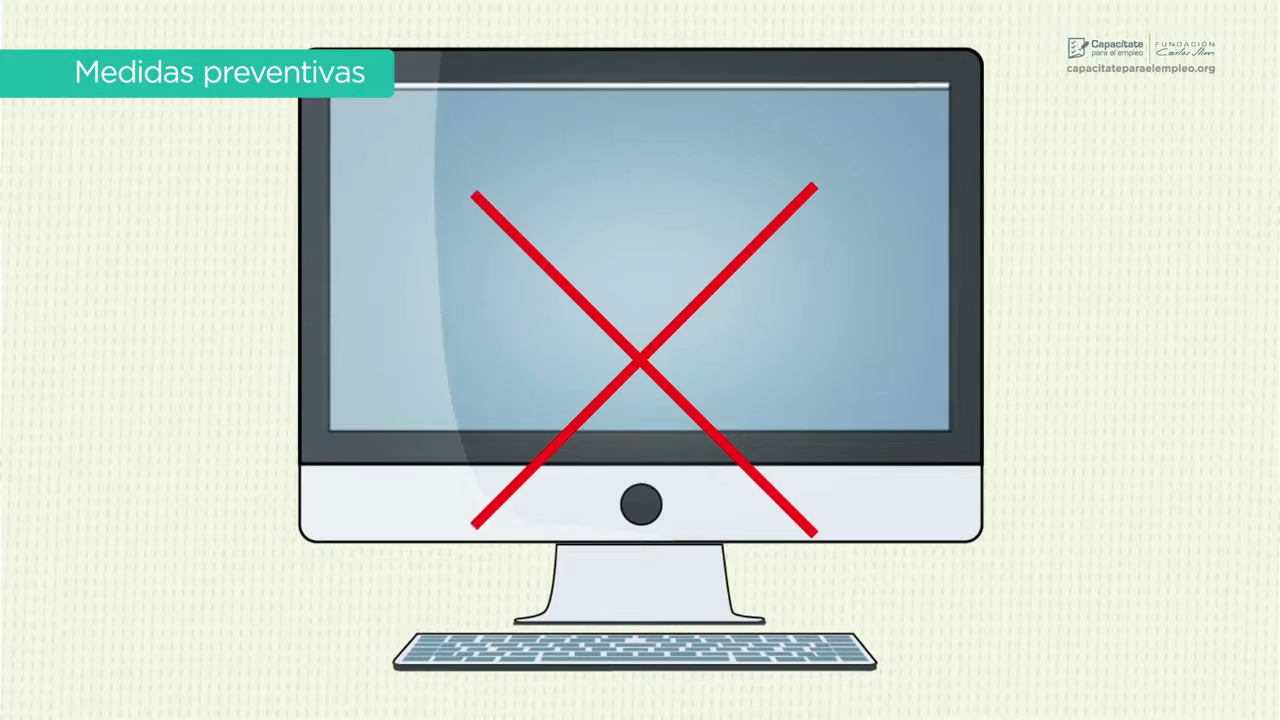 Medidas preventivas
Capacítate
para el empleo
FUNDACIÓN
Carlos Slim
capacitateparaelempleo.org